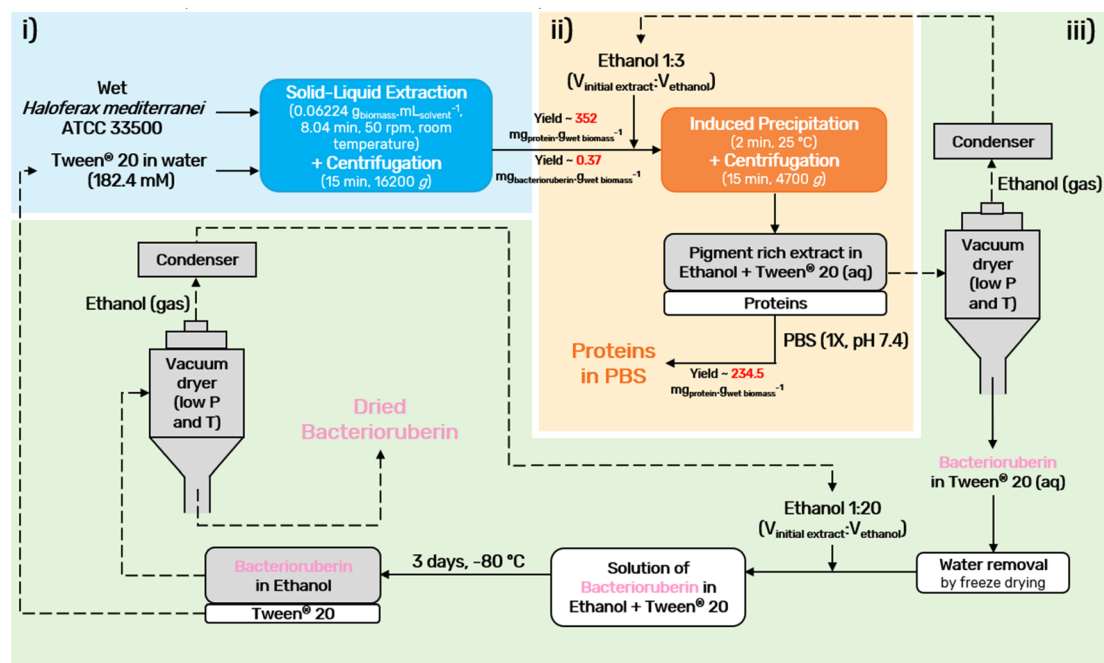 i)
Wet
Haloferax mediterranei
ATCC 33500
Tween® 20 in water
(182.4 mM)
Solid-Liquid Extraction
(0.06224 gbiomass.mLsolvent-1,
8.04 min, 50 rpm, room
temperature)
+ Centrifugation
(15 min, 16200 g)
Yield ~ 352
mgprotein.gwet biomass-1
Yield ~ 0.37
mgbacterioruberin.gwet biomass-1
ii)
Ethanol 1:3
(Vinitial extract:Vethanol)
Induced Precipitation
(2 min, 25 °C)
+ Centrifugation
(15 min, 4700 g)
Pigment rich extract in
Ethanol + Tween® 20 (aq)
Proteins
PBS (1X, pH 7.4)
Proteins
in PBS
Yield ~ 234.5
mgprotein.gwet biomass-1
iii)
Condenser
Ethanol (gas)
Vacuum
dryer
(low P
and T)
Bacterioruberin
in Tween® 20 (aq)
Water removal
by freeze drying
Ethanol 1:20
(Vinitial extract:Vethanol)
Solution of
Bacterioruberin in
Ethanol + Tween® 20
3 days, -80 °C
Bacterioruberin
in Ethanol
Tween® 20
Condenser
Ethanol (gas)
Vacuum
dryer
(low P
and T)
Dried
Bacterioruberin